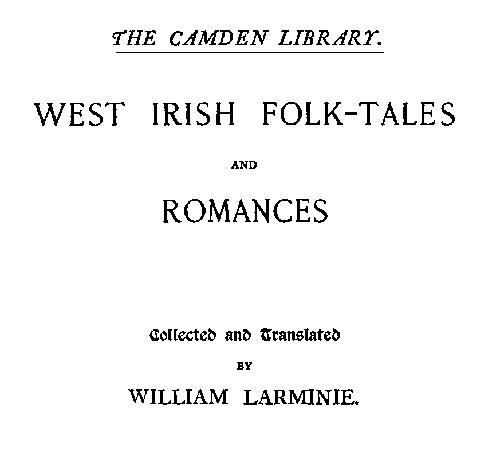 THE CAMDEN LIBRARY.
WEST IRISH FOLK-TALES
AND
ROMANCES
Collected and Translated
BY
WILLIAM LARMINIE.